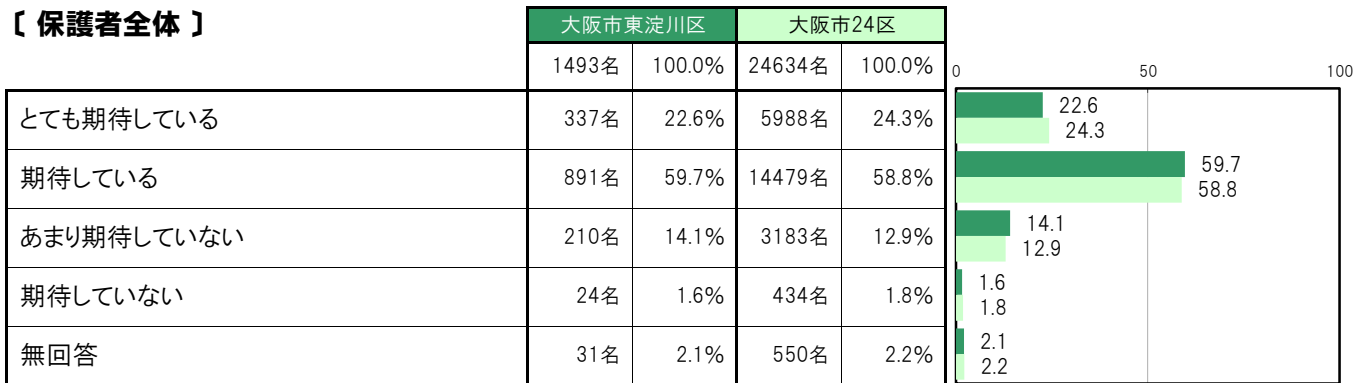 〔 保護者全体 〕
大阪市東淀川区 大阪市24区
1493名 100.0% 24634名 100.0%
0 50 100
とても期待している 337名 22.6% 5988名 24.3% 22.6
24.3
期待している 891名 59.7% 14479名 58.8% 59.7
58.8
あまり期待していない 210名 14.1% 3183名 12.9% 14.1
12.9
期待していない 24名 1.6% 434名 1.8% 1.6
1.8
無回答 31名 2.1% 550名 2.2% 2.1
2.2